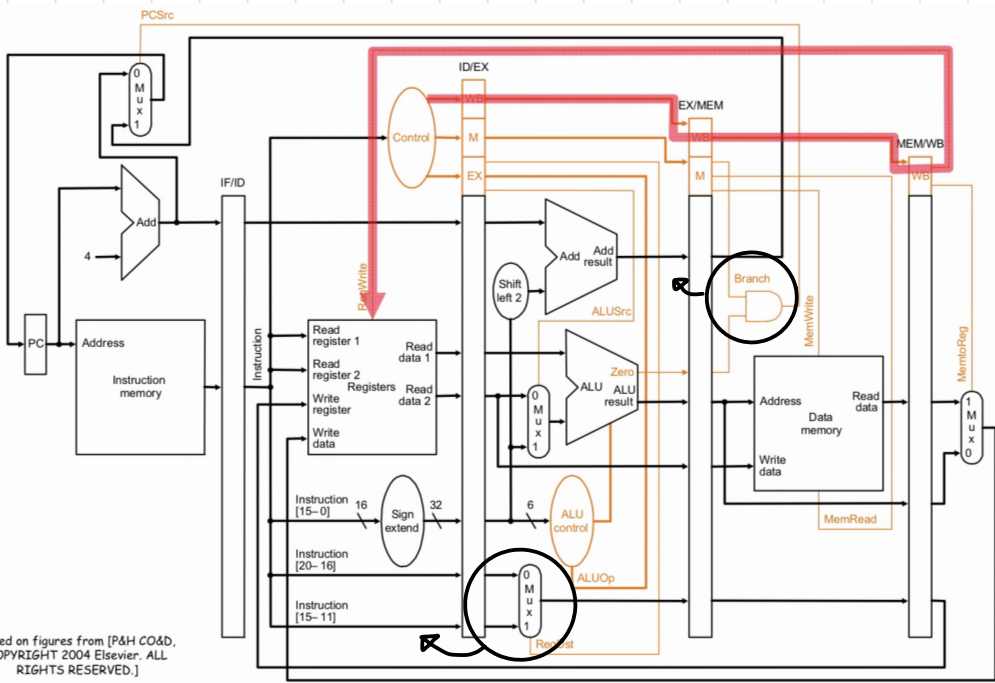 PCSrc
0
M
u
x
1
ID/EX
WB
EX/MEM
Control
M
WB
MEM/WB
EX
M
WB
IF/ID
Add
4
Add
Add
result
Shift
left 2
Branch
RegWrite
ALUSrc
MemWrite
MemtoReg
PC
Address
Instruction
memory
Instruction
Read
register 1
Read
register 2
Write
register
Write
data
Registers
Read
data 1
Read
data 2
0
M
u
x
1
Zero
ALU
ALU
result
Address
Read
data
Data
memory
Write
data
1
M
u
x
0
Instruction
[15–0]
16
Sign
extend
32
6
ALU
control
MemRead
Instruction
[20–16]
0
M
u
x
1
ALUOp
Instruction
[15–11]
RegDst
ed on figures from [P&H CO&D,
OPYRIGHT 2004 Elsevier. ALL
RIGHTS RESERVED.]